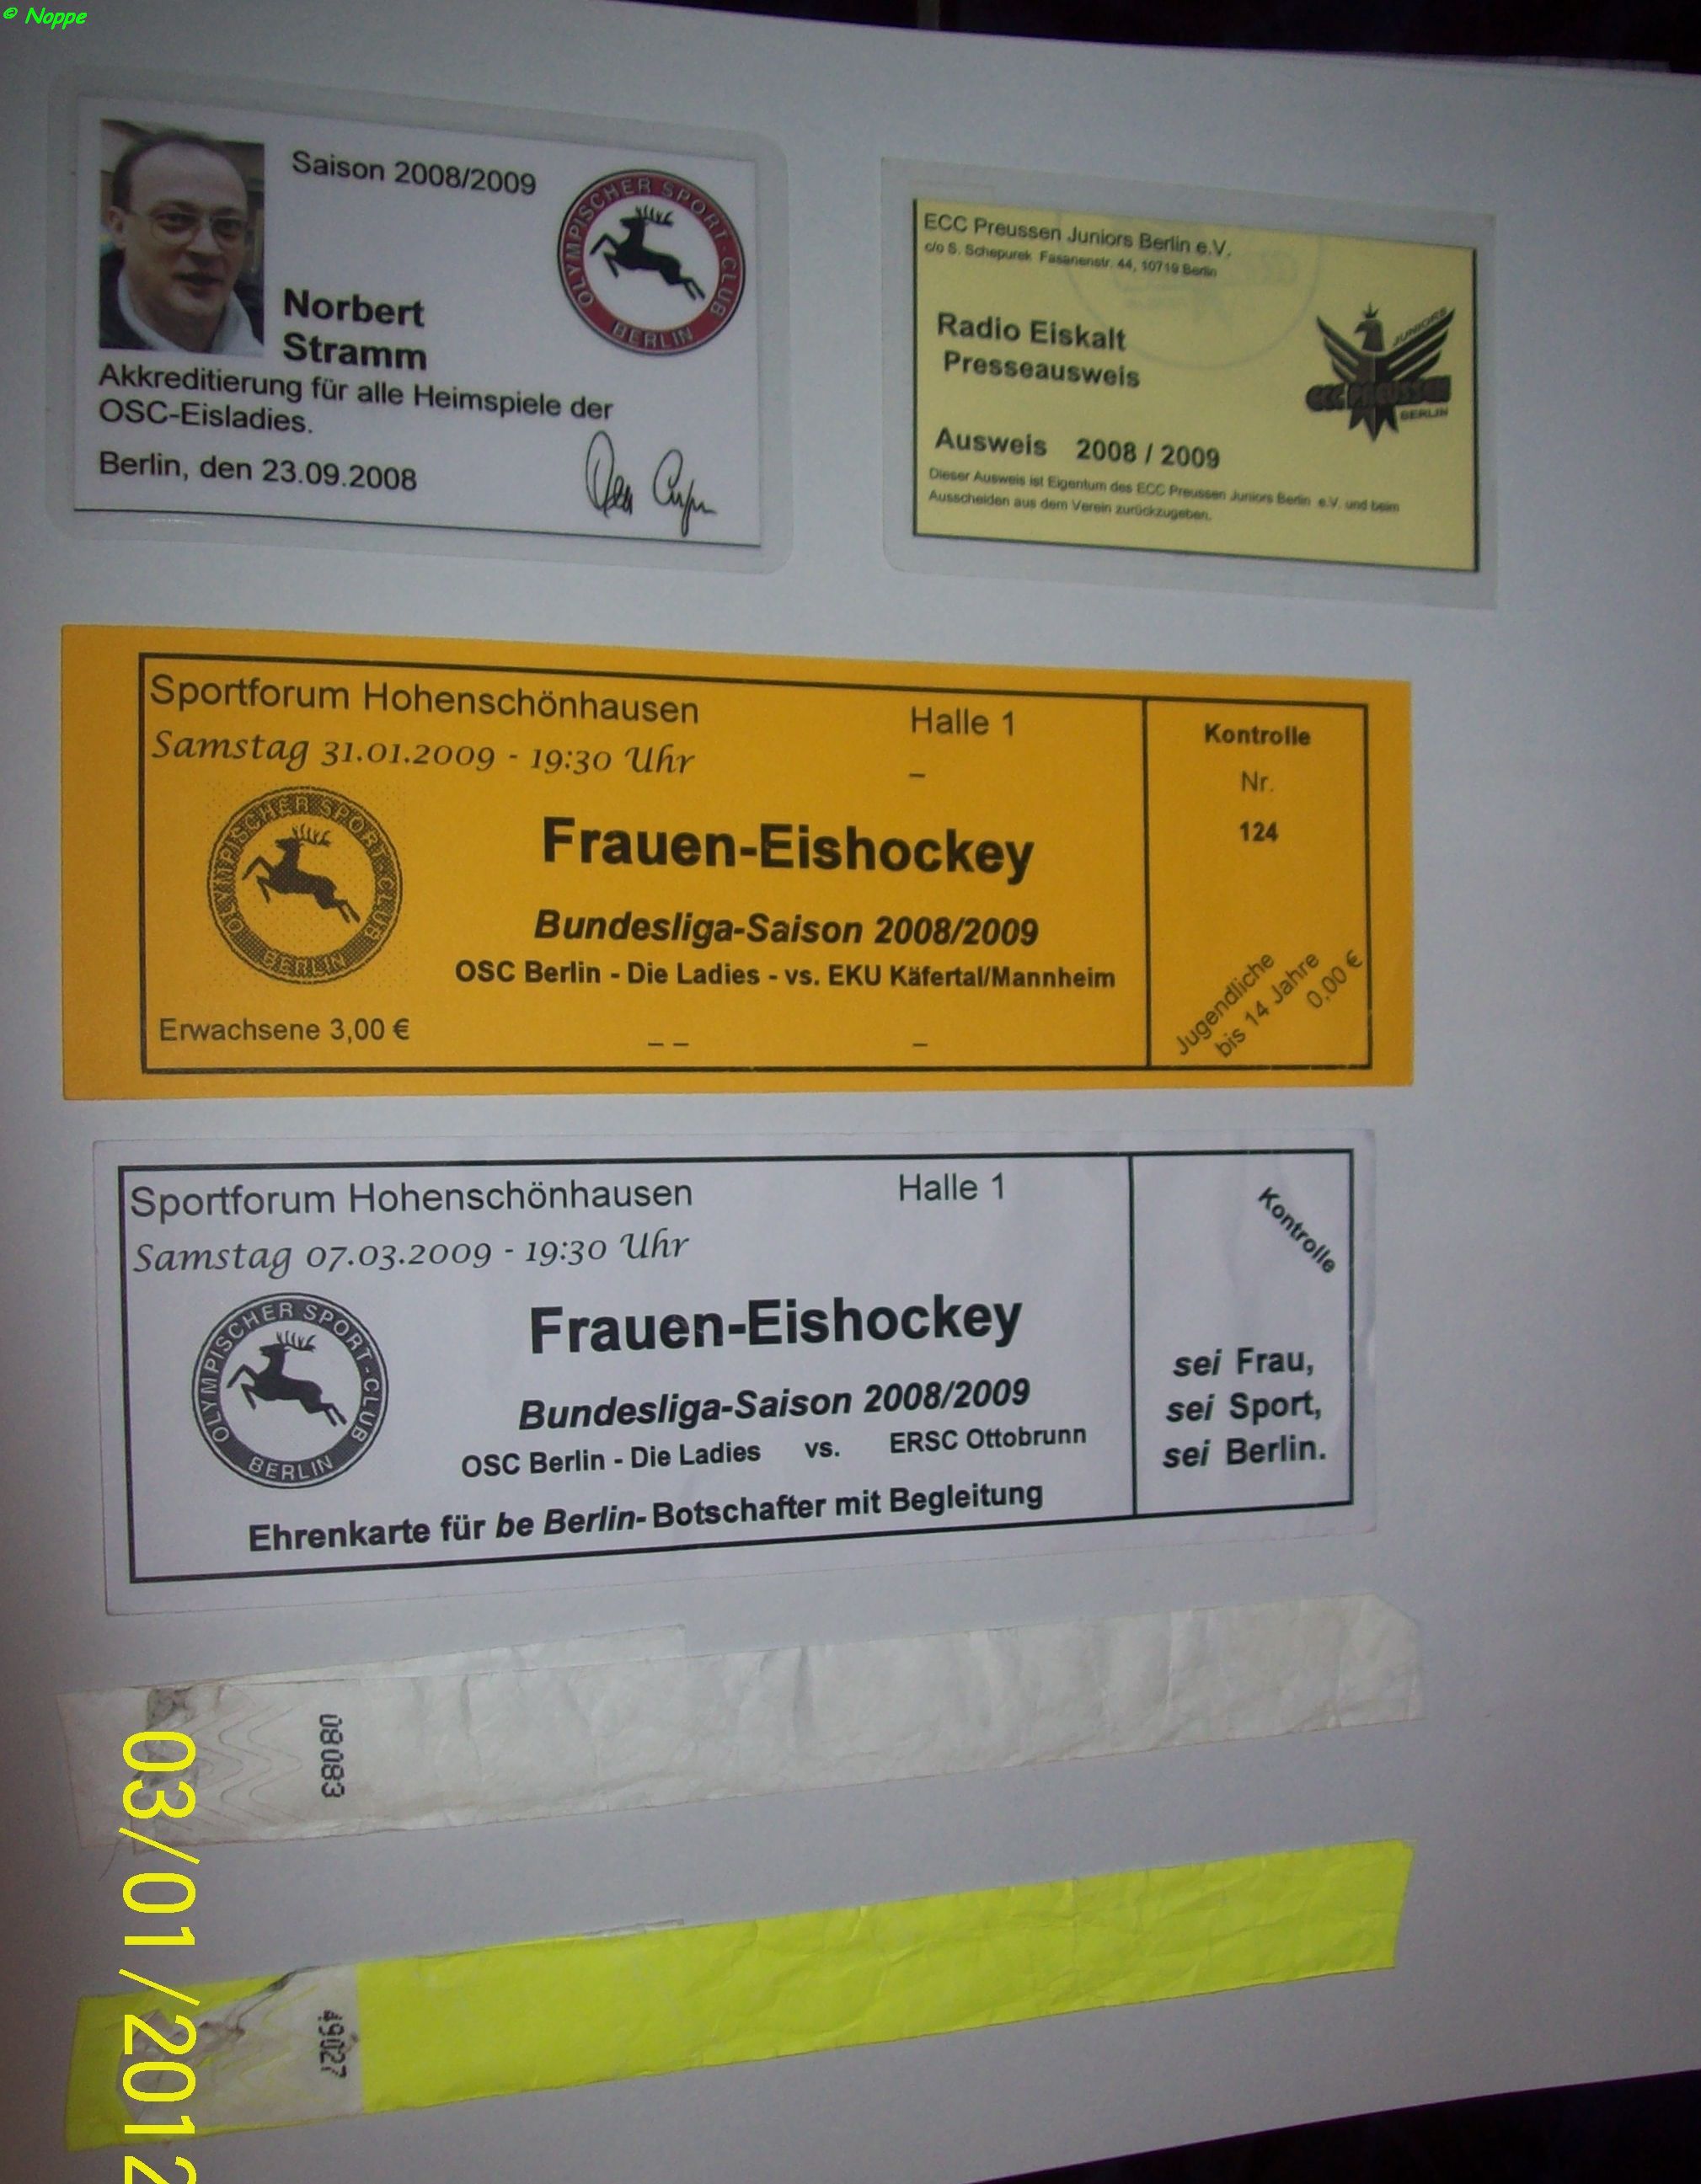 © Noppe
Saison 2008/2009
OLYMPISCHER SPORT-CLUB
BERLIN
Norbert
Stramm
Akkreditierung für alle Heimspiele der
OSC-Eisladies.
Berlin, den 23.09.2008
ECC Preussen Juniors Berlin e.V.
c/o S. Schepurek Fasanenstr. 44, 10719 Berlin
Radio Eiskalt
Presseausweis
JUNIORS
ECC PREUSSEN
BERLIN
Ausweis 2008 / 2009
Dieser Ausweis ist Eigentum des ECC Preussen Juniors Berlin e.V. und beim
Ausscheiden aus dem Verein zurückzugeben.
Sportforum Hohenschönhausen
Halle 1
Samstag 31.01.2009 - 19:30 Uhr
–
OLYMPISCHER SPORT-CLUB
BERLIN
Frauen-Eishockey
Bundesliga-Saison 2008/2009
OSC Berlin - Die Ladies - vs. EKU Käfertal/Mannheim
Erwachsene 3,00 €
– –
–
Kontrolle
Nr.
124
Jugendliche
bis 14 Jahre
0,00 €
Sportforum Hohenschönhausen
Halle 1
Samstag 07.03.2009 - 19:30 Uhr
OLYMPISCHER SPORT-CLUB
BERLIN
Frauen-Eishockey
Bundesliga-Saison 2008/2009
OSC Berlin - Die Ladies vs. ERSC Ottobrunn
Ehrenkarte für be Berlin- Botschafter mit Begleitung
Kontrolle
sei Frau,
sei Sport,
sei Berlin.
08083
49027
03/01/2012